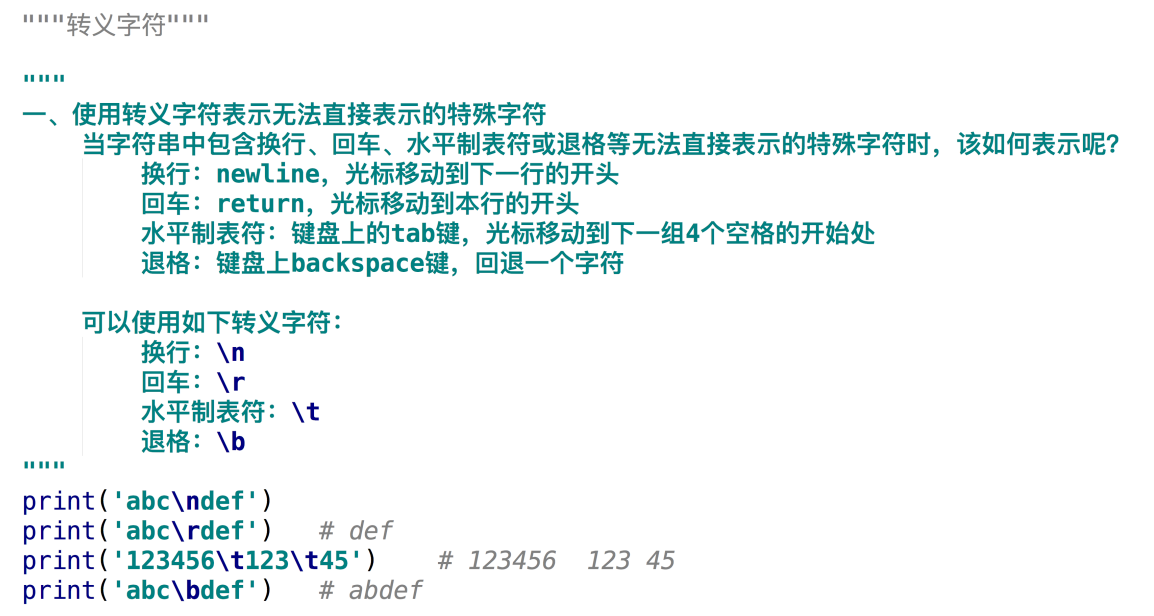 """转义字符"""
"""
一、使用转义字符表示无法直接表示的特殊字符
当字符串中包含换行、回车、水平制表符或退格等无法直接表示的特殊字符时，该如何表示呢？
换行：newline，光标移动到下一行的开头
回车：return，光标移动到本行的开头
水平制表符：键盘上的tab键，光标移动到下一组4个空格的开始处
退格：键盘上backspace键，回退一个字符
可以使用如下转义字符：
换行：\n
回车：\r
水平制表符：\t
退格：\b
"""
print('abc\ndef')
print('abc\rdef')   # def
print('123456\t123\t45')    # 123456  123 45
print('abc\bdef')   # abdef